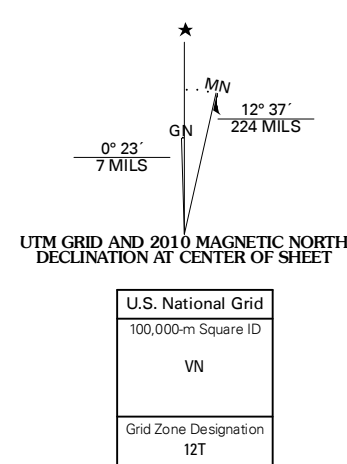 ★
MN
12° 37´
224 MILS
GN
0° 23´
7 MILS
UTM GRID AND 2010 MAGNETIC NORTH
DECLINATION AT CENTER OF SHEET
U.S. National Grid
100,000-m Square ID
VN
Grid Zone Designation
12T